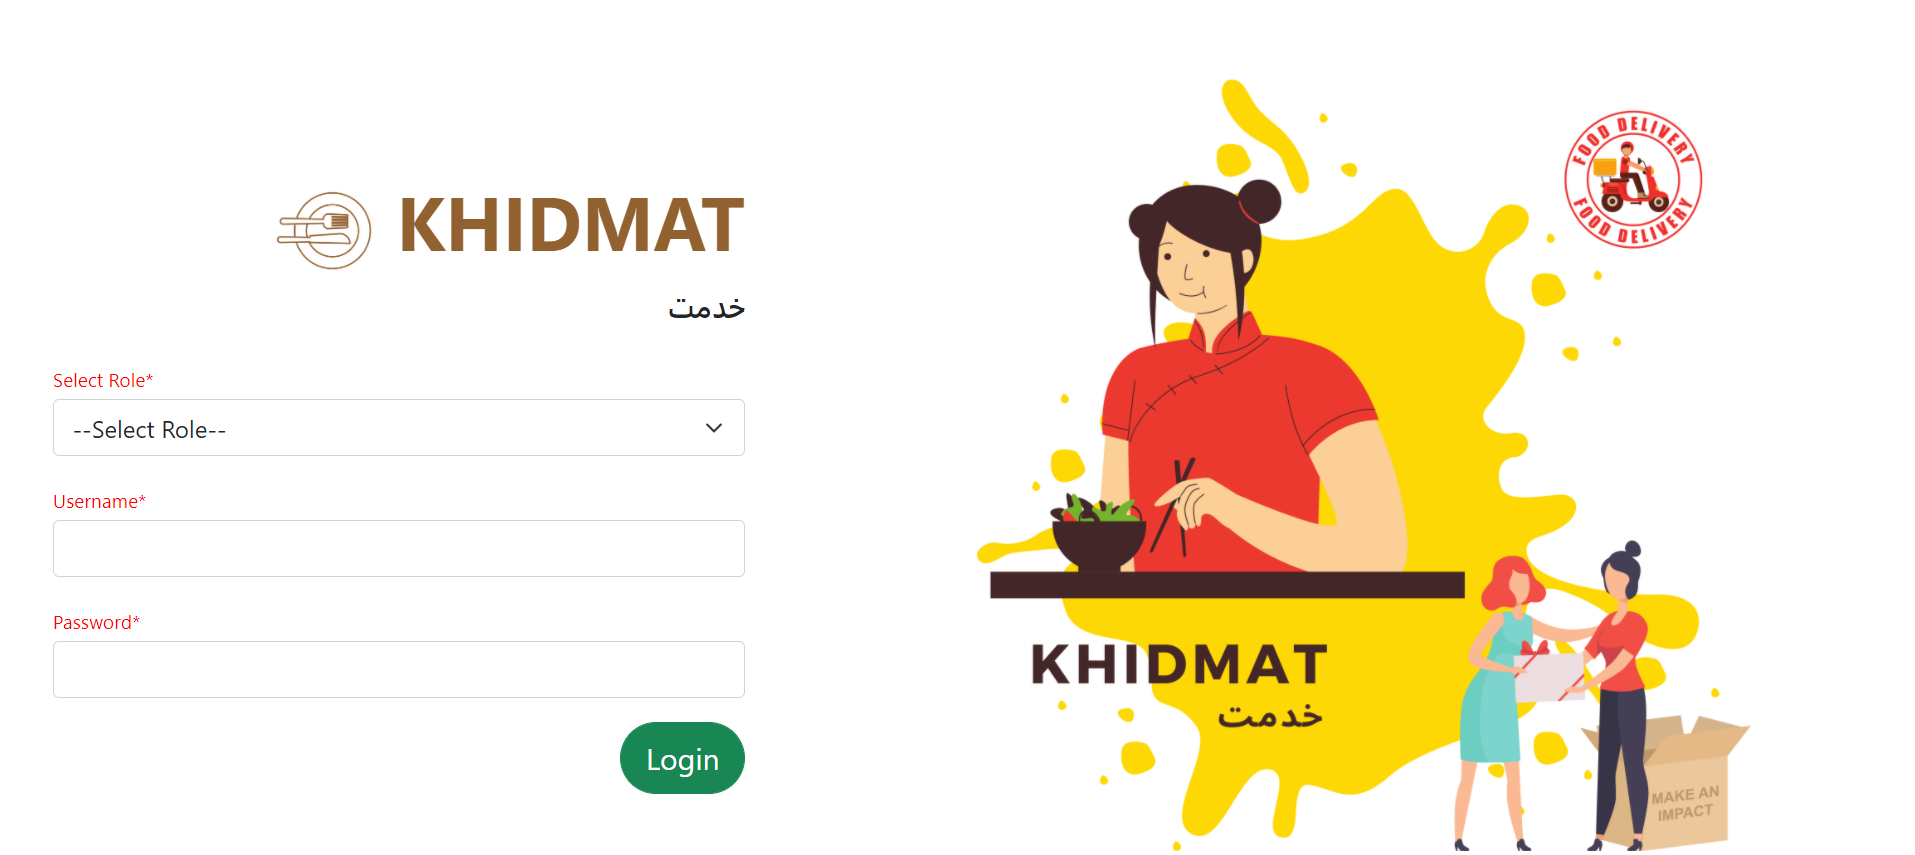 KHIDMAT
خدمت
Select Role*
--Select Role--
Username*
Password*
Login
FOOD DELIVERY
FOOD DELIVERY
KHIDMAT
خدمت
MAKE AN
IMPACT